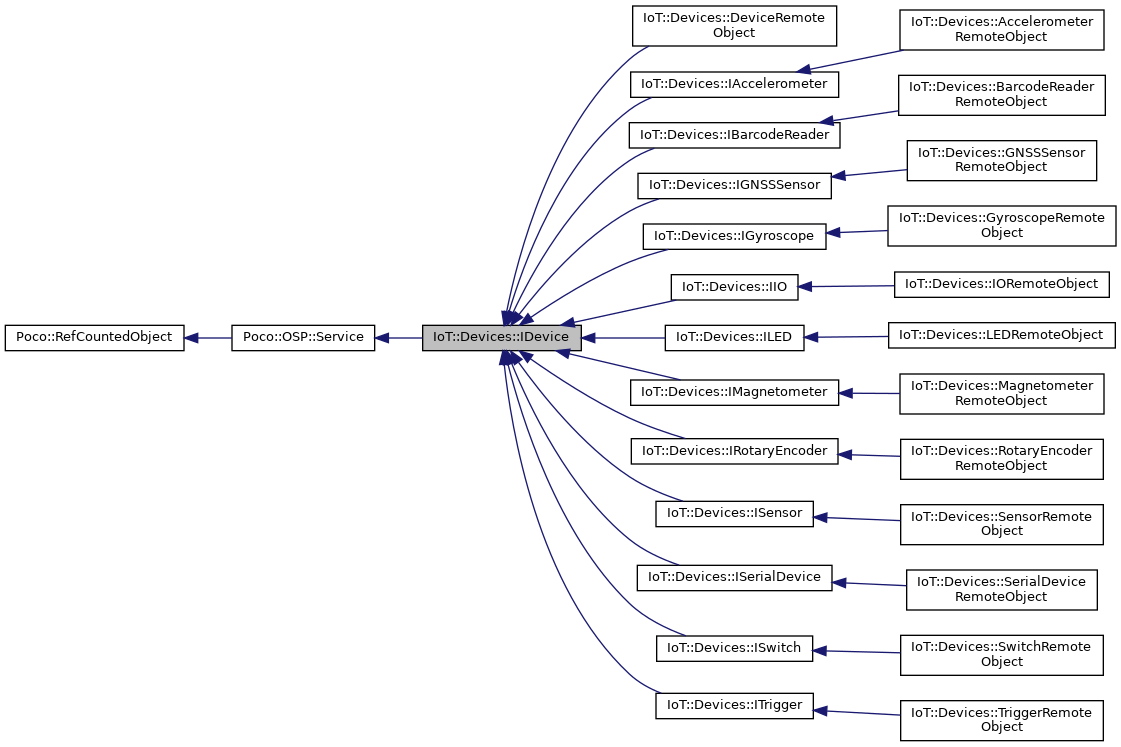 IoT::Devices::DeviceRemote
Object
IoT::Devices::Accelerometer
RemoteObject
IoT::Devices::IAccelerometer
IoT::Devices::BarcodeReader
RemoteObject
IoT::Devices::IBarcodeReader
IoT::Devices::GNSSSensor
RemoteObject
IoT::Devices::IGNSSSensor
IoT::Devices::GyroscopeRemote
Object
IoT::Devices::IGyroscope
IoT::Devices::IIO
IoT::Devices::IORemoteObject
Poco::RefCountedObject
Poco::OSP::Service
IoT::Devices::IDevice
IoT::Devices::ILED
IoT::Devices::LEDRemoteObject
IoT::Devices::IMagnetometer
IoT::Devices::Magnetometer
RemoteObject
IoT::Devices::IRotaryEncoder
IoT::Devices::RotaryEncoder
RemoteObject
IoT::Devices::ISensor
IoT::Devices::SensorRemote
Object
IoT::Devices::ISerialDevice
IoT::Devices::SerialDevice
RemoteObject
IoT::Devices::ISwitch
IoT::Devices::SwitchRemote
Object
IoT::Devices::ITrigger
IoT::Devices::TriggerRemote
Object